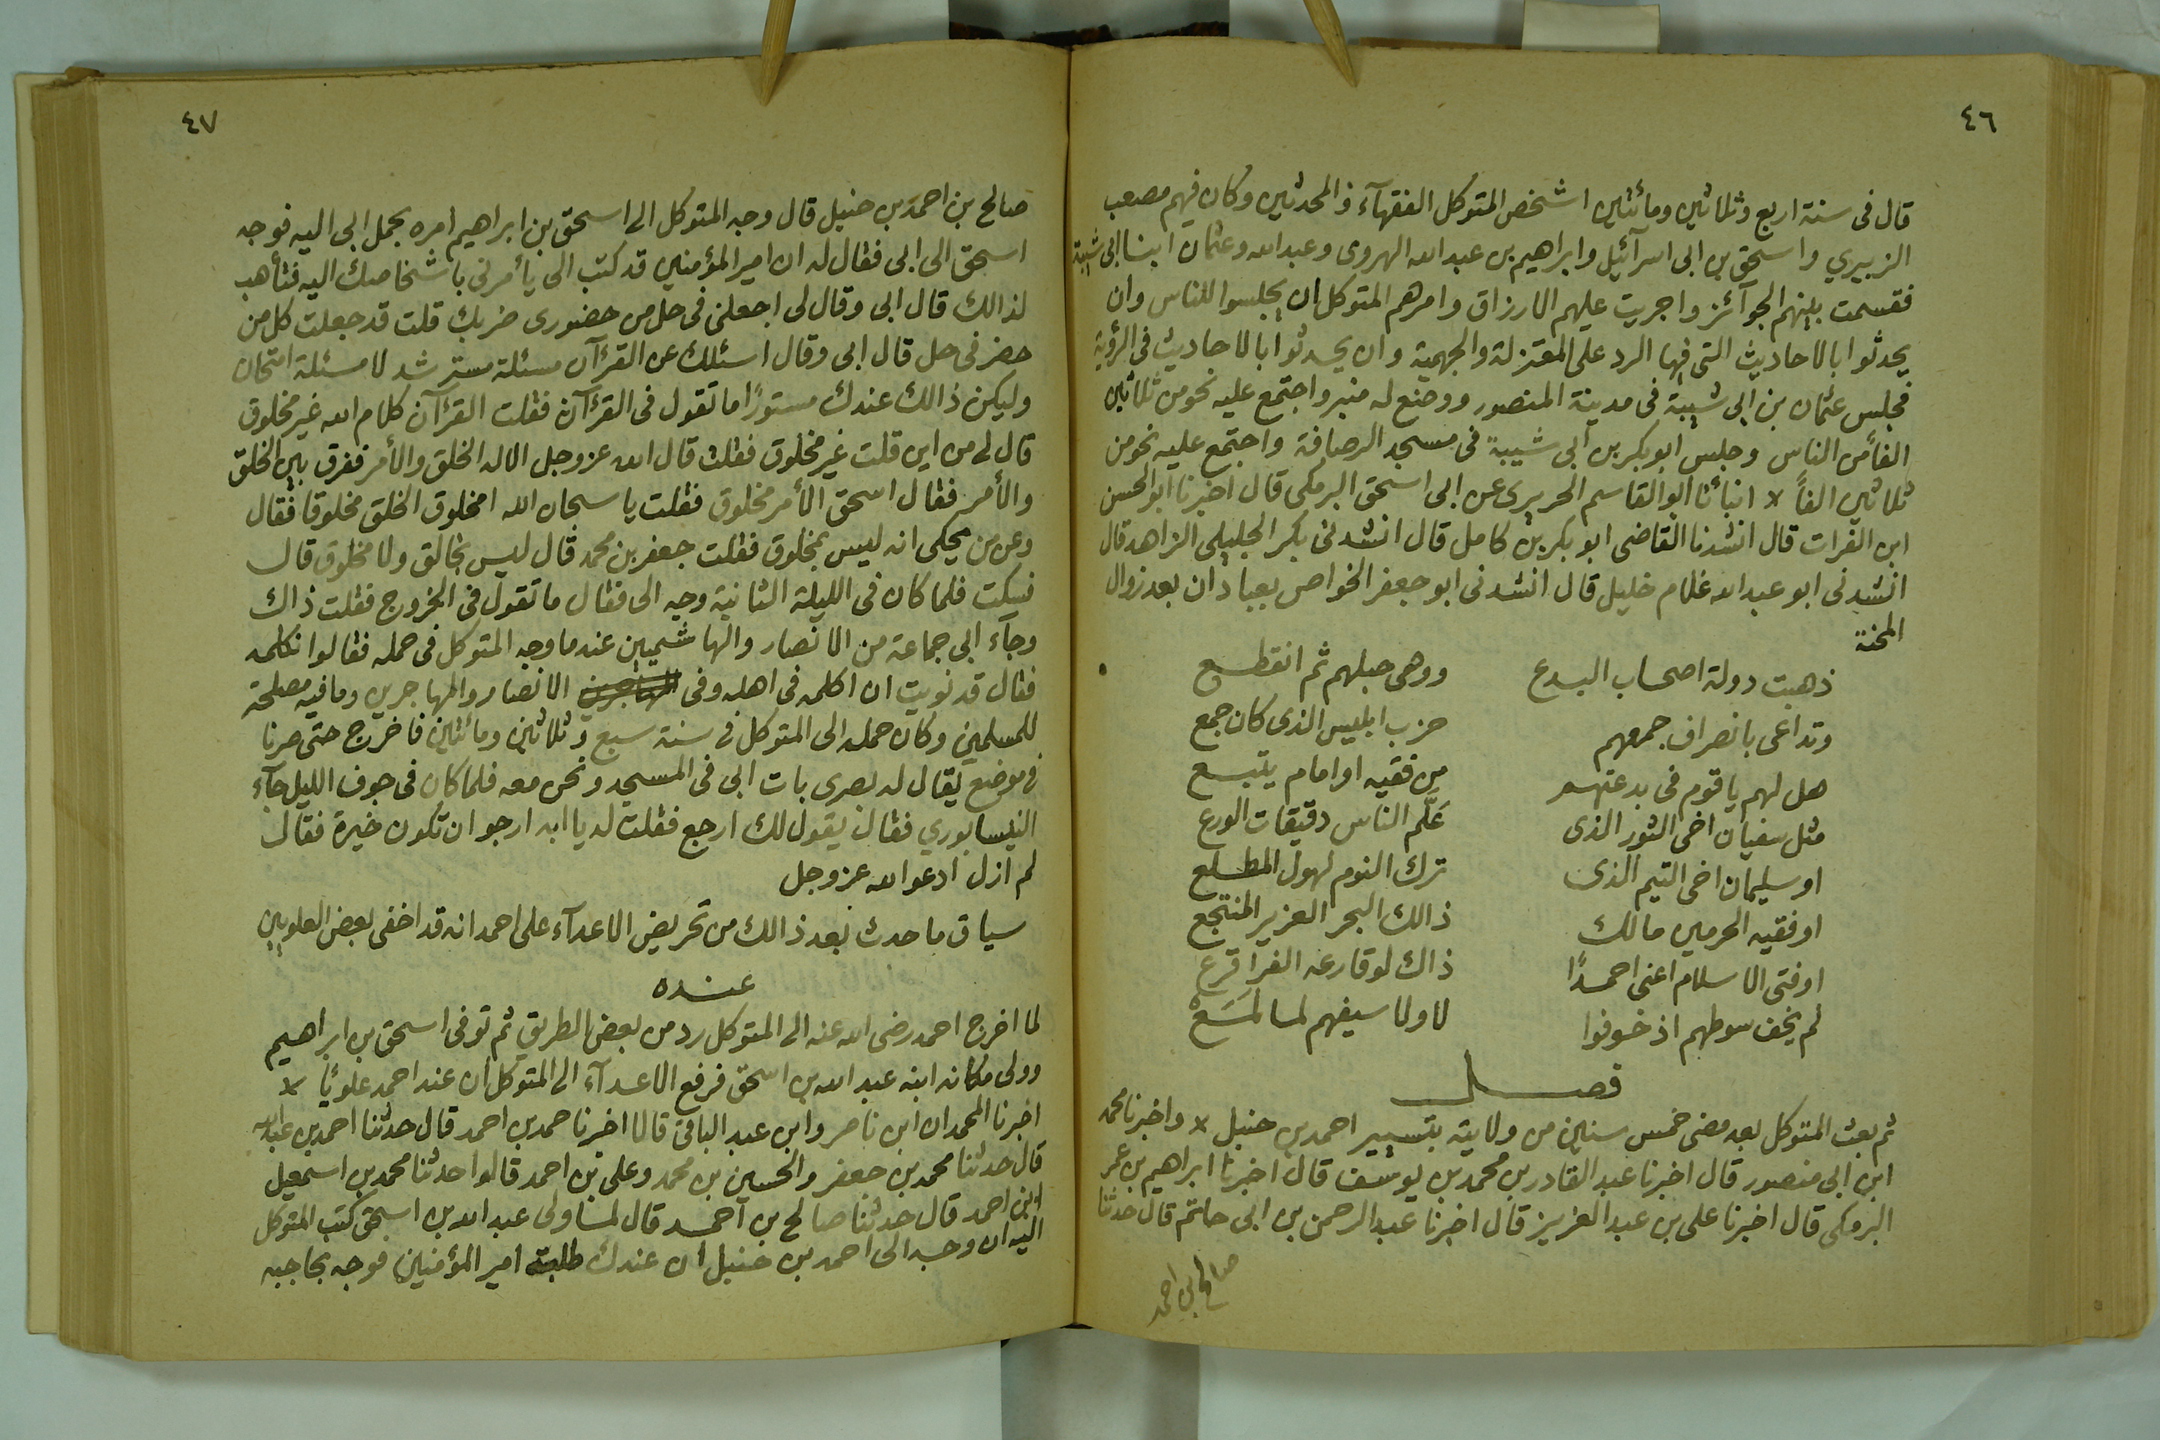 ٤٦
قال فى سنة اربع وثلاثين ومائتين اشخص المتوكل الفقهآء والمحدثين وكان فيهم مصعب
الزبيري واسحق بن ابى اسرآئيل وابراهيم بن عبد الله الهروى وعبد الله وعثمان ابنا ابى شيبة
فقسمت بينهم الجوآئز واجريت عليهم الارزاق وامرهم المتوكل ان يجلسوا للناس وان
يحدثوا بالاحاديث التى فيها الرد على المعتزلة والجهمية وان يحدثوا بالاحاديث فى الرؤية
فجلس عثمان بن ابى شيبة فى مدينة المنصور ووضع له منبر واجتمع عليه نحو من ثلاثين
الفا من الناس وجلس ابو بكر بن ابى شيبة فى مسجد الرصافة واجتمع عليه نحو من
ثلاثين الفاً لا انبأنا ابو القاسم الحريرى عن ابى اسحق البرمكى قال اخبرنا ابو الحسن
ابن الفرات قال انشدنا القاضى ابو بكر بن كامل قال انشدنى بكر الجليلى الزاهد قال
انشدنى ابو عبد الله غلام خليل قال انشدنى ابو جعفر الخواص بعبادان بعد زوال
المحنة
ذهبت دولة اصحاب البدع ووهى حبلهم ثم انقطع
وتداعى بانصراف جمعهم حزب ابليس الذى كان جمع
هل لهم يا قوم فى بدعتهم من فقيه او امام يتبع
مثل سفيان اخى الثور الذى عَلَّم الناس دقيقات الورع
او سليمان اخى التيم الذى ترك النوم لهول المطلع
او فقيه الحرمين مالك ذالك البحر الغزير المنتجع
او فتى الاسلام اعنى احمدًا ذاك لو قارعه الفرا قرع
لم يخف سوطهم اذ خوفوا لا ولا سيفهم لما لَمَعْ
فصل
ثم بعث المتوكل بعد مضى خمس سنين من ولايته بتسيير احمد بن حنبل لا واخبرنا محمد
ابن ابى منصور قال اخبرنا عبد القادر بن محمد بن يوسف قال اخبرنا ابراهيم بن عمر
البرمكى قال اخبرنا على بن عبد العزيز قال اخبرنا عبد الرحمن بن ابى حاتم قال حدثنا
صالح بن احمد
٤٧
صالح بن احمد بن حنبل قال وجه المتوكل الى اسحق بن ابراهيم امره بحمل ابى اليه فوجه
اسحق الى ابى فقال له ان امير المؤمنين قد كتب الى يأمرنى باشخاصك اليه فتأهب
لذالك قال ابى وقال لى اجعلنى فى حل من حضورى ضربك قلت قد جعلت كل من
حضر فى حل قال ابى وقال اسئلك عن القرآن مسئلة مسترشد لا مسئلة امتحان
وليكن ذالك عندك مستورًا ما تقول فى القرآن فقلت القرآن كلام الله غير مخلوق
قال لى من اين قلت غير مخلوق فقلت قال الله عز وجل الا له الخلق والأمر ففرق بين الخلق
والأمر فقال اسحق الأمر مخلوق فقلت يا سبحان الله امخلوق الخلق مخلوقا فقال
وعن من يحكى انه ليس بمخلوق فقلت جعفر بن محمد قال ليس بخالق ولا مخلوق قال
فسكت فلما كان فى الليلة الثانية وجه الى فقال ما تقول فى الخروج فقلت ذاك
وجآء ابى جماعة من الانصار والهاشميين عند ما وجه المتوكل فى حمله فقالوا نكلمه
فقال قد نويت ان اكلمه فى اهله وفى الانصار والمهاجرين وما فيه مصلحة
للمسلمين وكان حمله الى المتوكل فى سنة سبع وثلاثين ومائتين فاخرج حتى صرنا
فى موضع يقال له بصرى بات ابى فى المسجد ونحن معه فلما كان فى جوف الليل جآء
النيسابوري فقال يقول لك ارجع فقلت له يا ابه ارجو ان تكون خيرة فقال
لم ازل ادعو الله عز وجل
سياق ما حدث بعد ذالك من تحريض الاعدآء على احمد انه قد اخفى بعض العلويين
عنده
لما اخرج احمد رضى الله عنه الى المتوكل رد من بعض الطريق ثم توفى اسحق بن ابراهيم
وولى مكانه ابنه عبد الله بن اسحق فرفع الاعدآء الى المتوكل ان عند احمد علويًا لا
اخبرنا المحمدان ابن ناصر وابن عبد الباقى قالا اخبرنا حمد بن احمد قال حدثنا احمد بن عبد الله
قال حدثنا محمد بن جعفر والحسين بن محمد وعلى بن احمد قالوا حدثنا محمد بن اسمعيل
ابن احمد قال حدثنا صالح بن احمد قال لما ولى عبد الله بن اسحق كتب المتوكل
اليه ان وجه الى احمد بن حنبل ان عندك طلبة امير المؤمنين فوجه بحاجبه